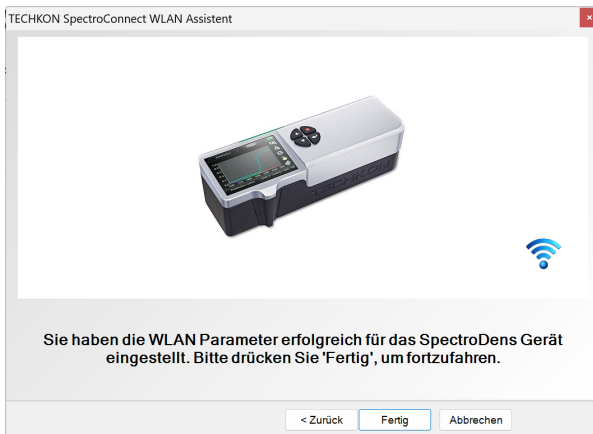 TECHKON SpectroConnect WLAN Assistent
×
TECHKON
Sie haben die WLAN Parameter erfolgreich für das SpectroDens Gerät
eingestellt. Bitte drücken Sie 'Fertig', um fortzufahren.
< Zurück
Fertig
Abbrechen